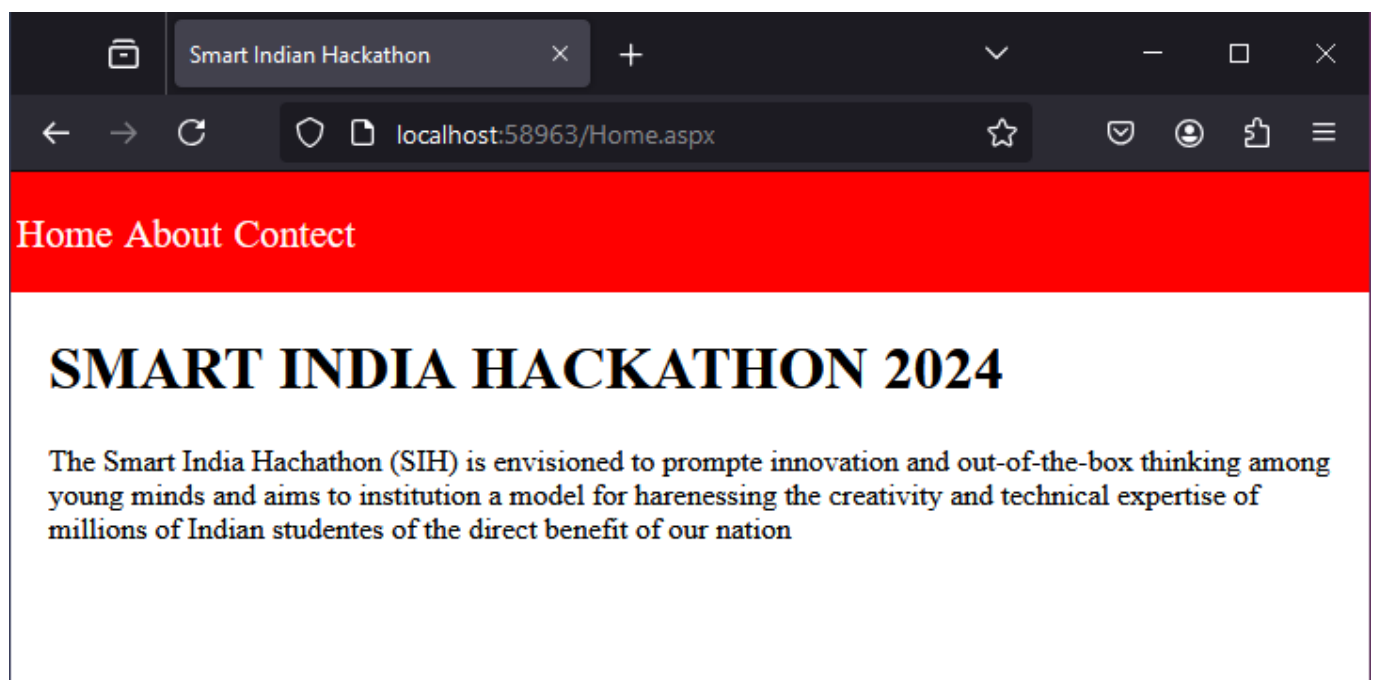 Smart Indian Hackathon
localhost:58963/Home.aspx
Home About Contect
SMART INDIA HACKATHON 2024
The Smart India Hachathon (SIH) is envisioned to prompte innovation and out-of-the-box thinking among
young minds and aims to institution a model for harenessing the creativity and technical expertise of
millions of Indian studentes of the direct benefit of our nation